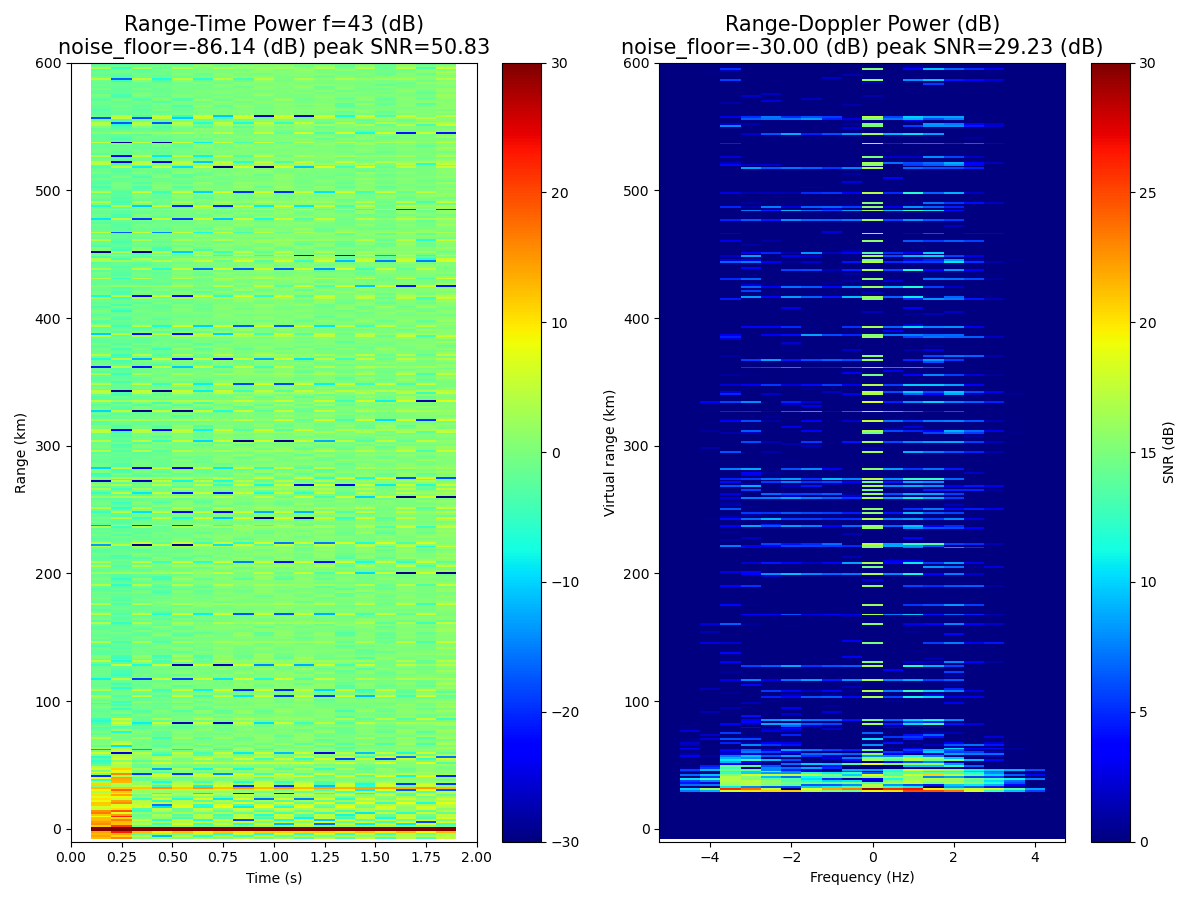 Range-Time Power f=43 (dB)
noise_floor=-86.14 (dB) peak SNR=50.83
Range-Doppler Power (dB)
noise_floor=-30.00 (dB) peak SNR=29.23 (dB)
600
500
400
300
200
100
0
Range (km)
0.00 0.25 0.50 0.75 1.00 1.25 1.50 1.75 2.00
Time (s)
30
20
10
0
−10
−20
−30
600
500
400
300
200
100
0
Virtual range (km)
−4 −2 0 2 4
Frequency (Hz)
30
25
20
15
10
5
0
SNR (dB)